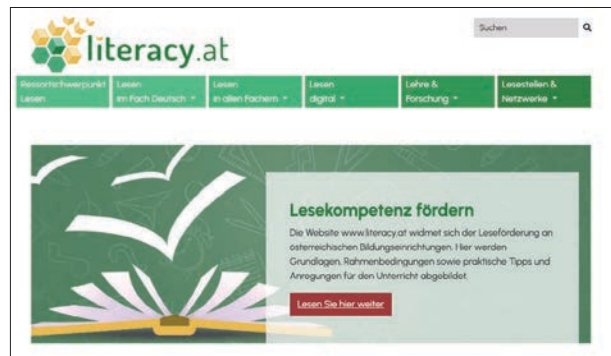 Suchen
literacy.at
Ressortschwerpunkt
Lesen
Lesen
im Fach Deutsch
Lesen
in allen Fächern
Lesen
digital
Lehre &
Forschung
Lesestellen &
Netzwerke
Lesekompetenz fördern
Die Website www.literacy.at widmet sich der Leseförderung an
österreichischen Bildungseinrichtungen. Hier werden
Grundlagen, Rahmenbedingungen sowie praktische Tipps und
Anregungen für den Unterricht abgebildet.
Lesen Sie hier weiter